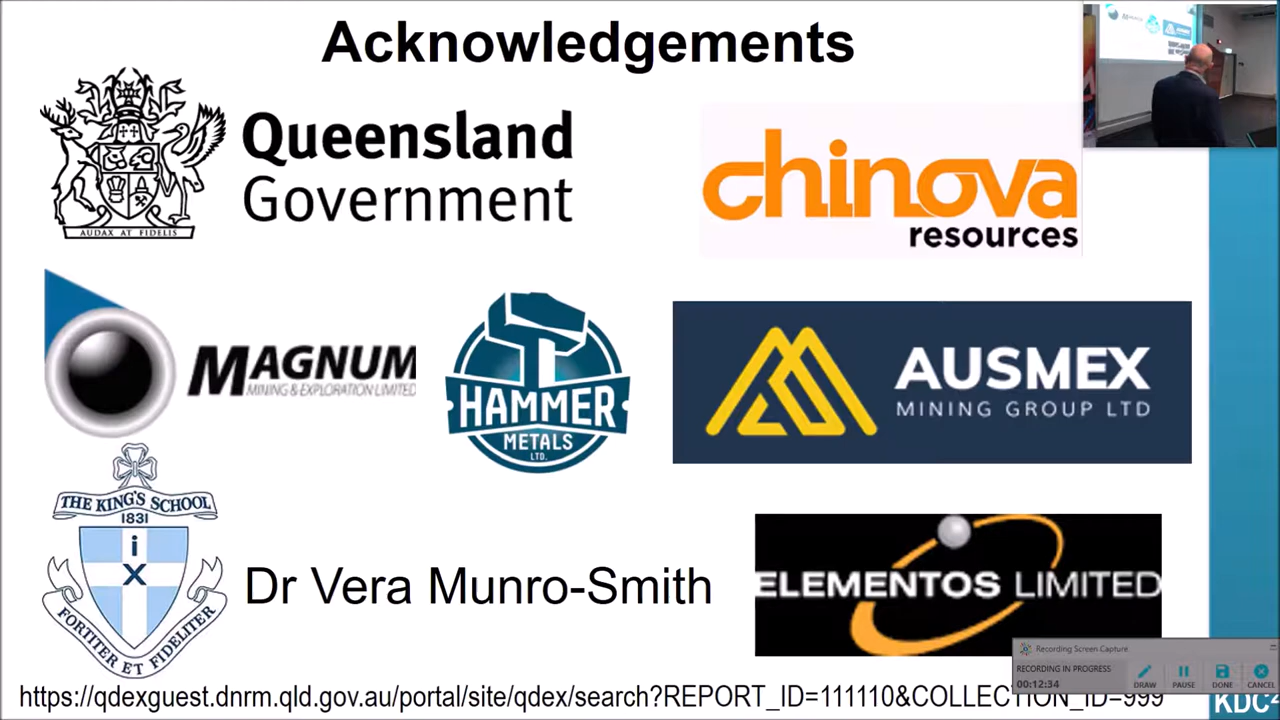 Acknowledgements
Queensland
Government
AUDAX AT FIDELIS
chinova
resources
MAGNUM
MINING & EXPLORATION LIMITED
HAMMER
METALS
LTD.
AUSMEX
MINING GROUP LTD
THE KING'S SCHOOL
1831
i
X
FORTITER ET FIDELITER
Dr Vera Munro-Smith
ELEMENTOS LIMITED
Recording Screen Capture
RECORDING IN PROGRESS
00:12:34
DRAW
PAUSE
DONE
CANCEL
https://qdexguest.dnrm.qld.gov.au/portal/site/qdex/search?REPORT_ID=111110&COLLECTION_ID=999
KDC